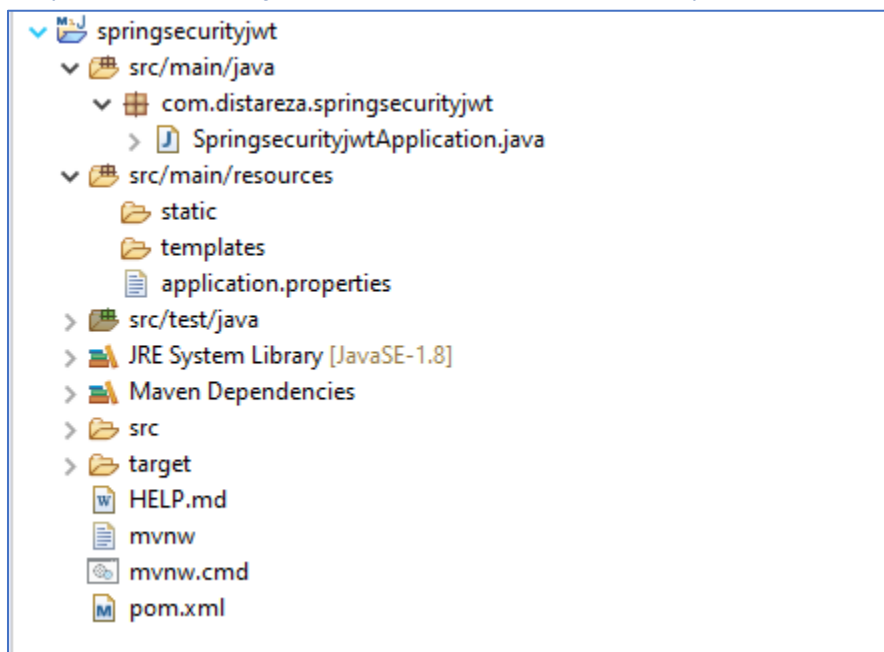 springsecurityjwt
src/main/java
com.distareza.springsecurityjwt
SpringsecurityjwtApplication.java
src/main/resources
static
templates
application.properties
src/test/java
JRE System Library [JavaSE-1.8]
Maven Dependencies
src
target
HELP.md
mvnw
mvnw.cmd
pom.xml